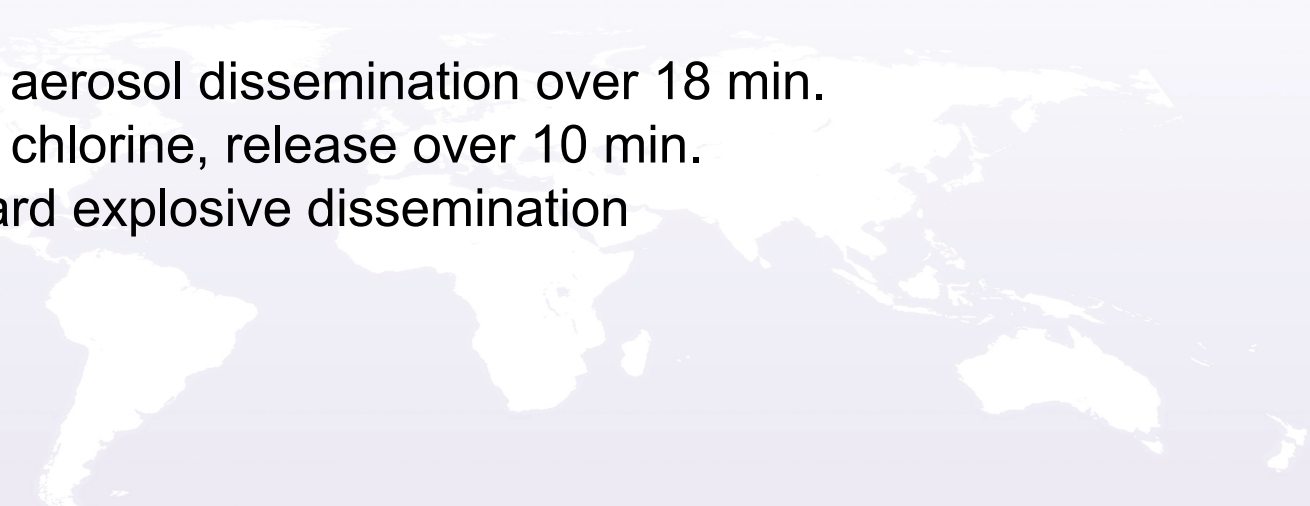 aerosol dissemination over 18 min.
chlorine, release over 10 min.
ard explosive dissemination